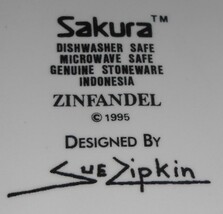 Sakura™
DISHWASHER SAFE
MICROWAVE SAFE
GENUINE STONEWARE
INDONESIA
ZINFANDEL
© 1995
DESIGNED BY
Sue Zipkin